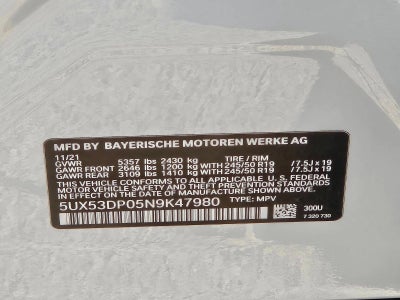 MFD BY BAYERISCHE MOTOREN WERKE AG
11/21
GVWR 5357 lbs 2430 kg TIRE / RIM
GAWR FRONT 2646 lbs 1200 kg WITH 245/50 R19 / 7.5J x 19
GAWR REAR 3109 lbs 1410 kg WITH 245/50 R19 / 7.5J x 19
THIS VEHICLE CONFORMS TO ALL APPLICABLE U.S. FEDERAL
MOTOR VEHICLE SAFETY, BUMPER, AND THEFT PREVENTION STANDARDS
IN EFFECT ON THE DATE OF MANUFACTURE SHOWN ABOVE.
5UX53DP05N9K47980 TYPE: MPV
300U
7 320 730